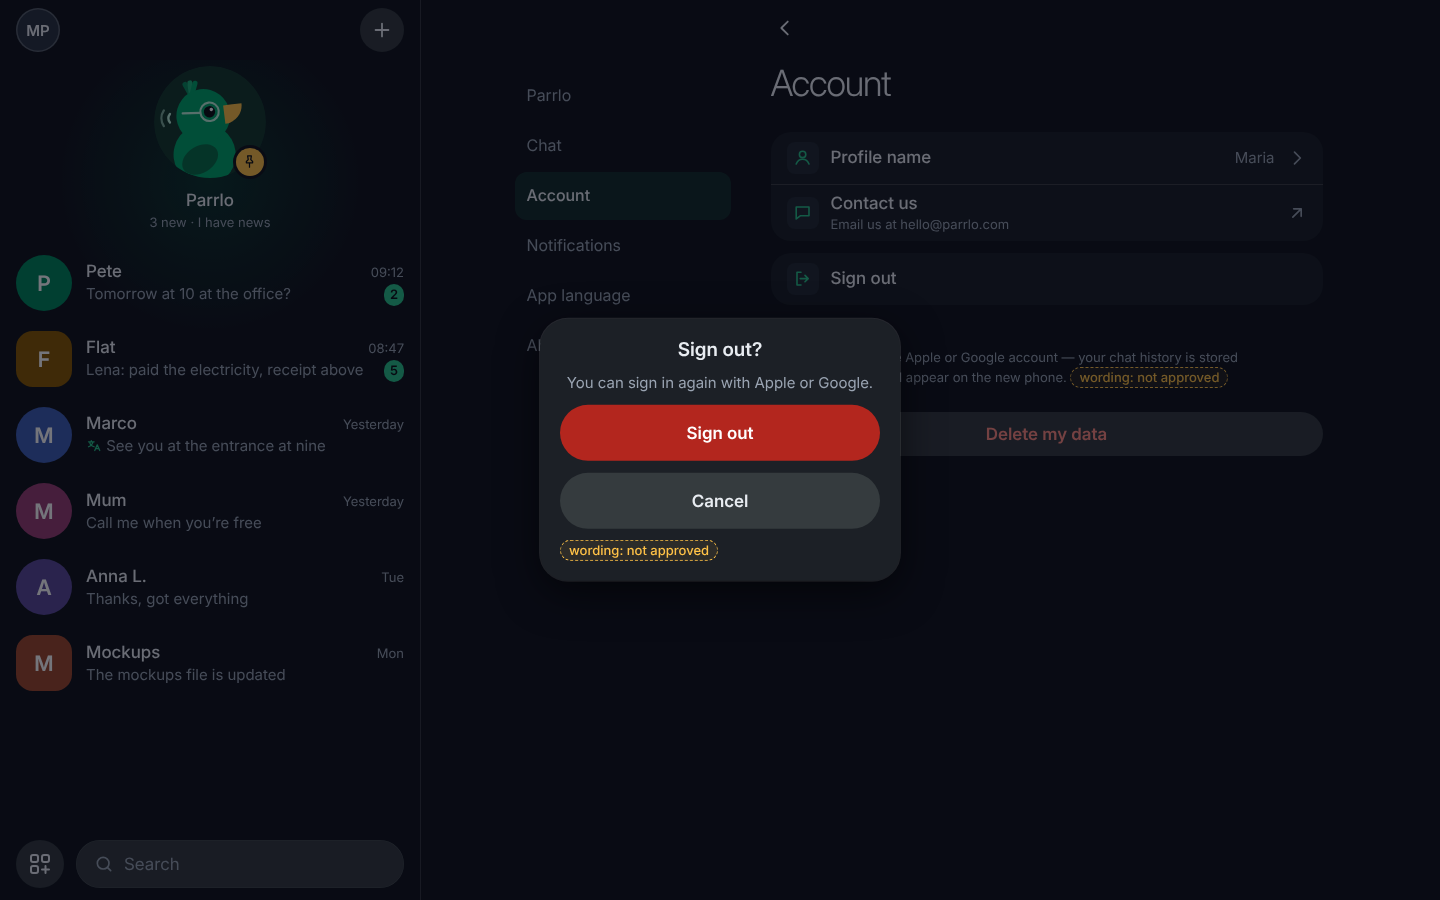 MP
Parrlo
3 new · I have news
P
Pete
09:12
Tomorrow at 10 at the office?
2
F
Flat
08:47
Lena: paid the electricity, receipt above
5
M
Marco
Yesterday
See you at the entrance at nine
M
Mum
Yesterday
Call me when you're free
A
Anna L.
Tue
Thanks, got everything
M
Mockups
Mon
The mockups file is updated
Search
Parrlo
Chat
Account
Notifications
App language
Account
Profile name
Maria
Contact us
Email us at hello@parrlo.com
Sign out
Apple or Google account — your chat history is stored
appear on the new phone. wording: not approved
Delete my data
Sign out?
You can sign in again with Apple or Google.
Sign out
Cancel
wording: not approved